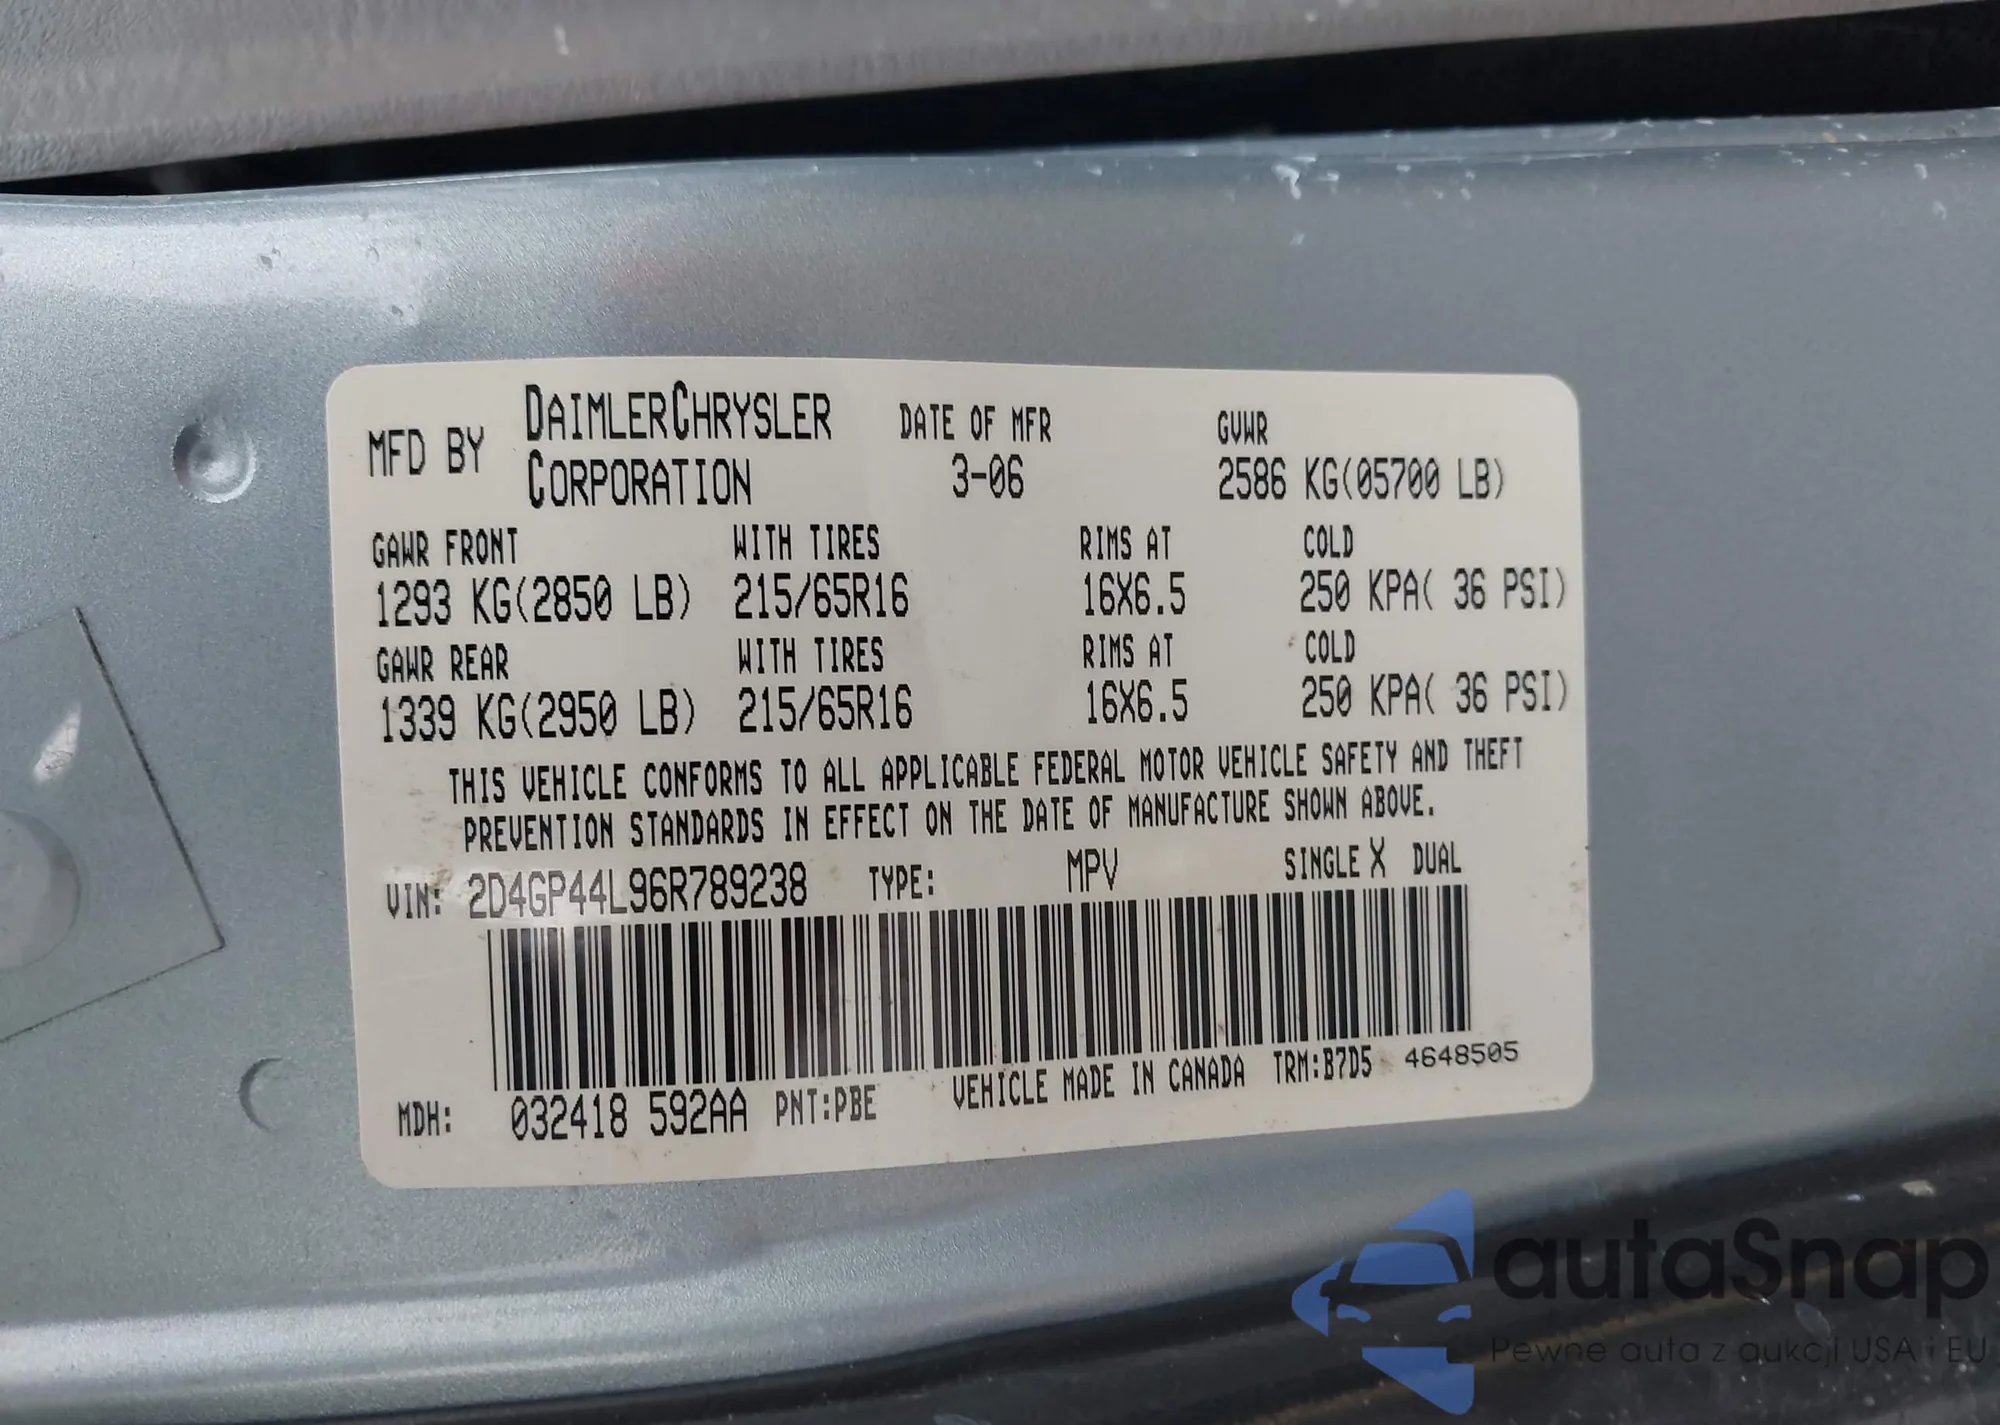 MFD BY DAIMLERCHRYSLER CORPORATION
DATE OF MFR
3-06
GVWR
2586 KG(05700 LB)
GAWR FRONT WITH TIRES RIMS AT COLD
1293 KG(2850 LB) 215/65R16 16X6.5 250 KPA( 36 PSI)
GAWR REAR WITH TIRES RIMS AT COLD
1339 KG(2950 LB) 215/65R16 16X6.5 250 KPA( 36 PSI)
THIS VEHICLE CONFORMS TO ALL APPLICABLE FEDERAL MOTOR VEHICLE SAFETY AND THEFT
PREVENTION STANDARDS IN EFFECT ON THE DATE OF MANUFACTURE SHOWN ABOVE.
VIN: 2D4GP44L96R789238 TYPE: MPV SINGLE X DUAL
MDH: 032418 592AA PNT:PBE VEHICLE MADE IN CANADA TRM:B7D5 4648505
autaSnap
Pewne auta z aukcji USA i EU